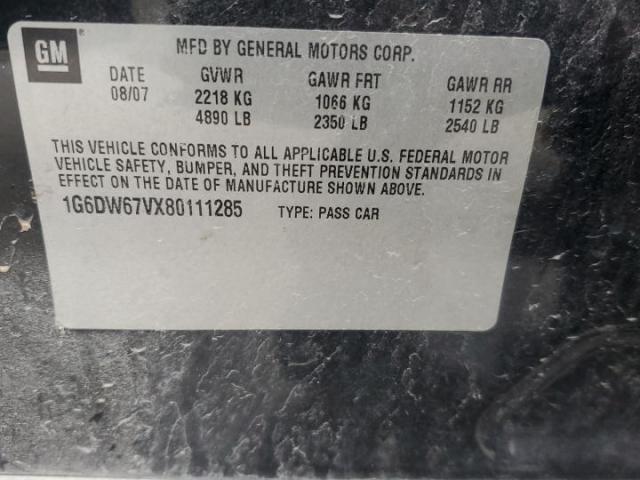 GM
MFD BY GENERAL MOTORS CORP.
DATE GVWR GAWR FRT GAWR RR
08/07 2218 KG 1066 KG 1152 KG
4890 LB 2350 LB 2540 LB
THIS VEHICLE CONFORMS TO ALL APPLICABLE U.S. FEDERAL MOTOR
VEHICLE SAFETY, BUMPER, AND THEFT PREVENTION STANDARDS IN
EFFECT ON THE DATE OF MANUFACTURE SHOWN ABOVE.
1G6DW67VX80111285 TYPE: PASS CAR